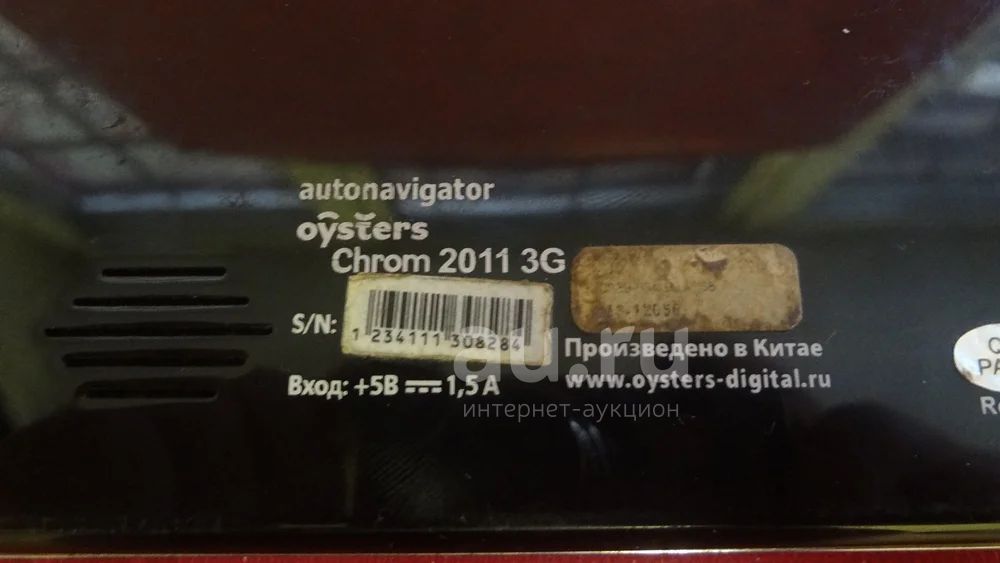 autonavigator
oysters
Chrom 2011 3G
S/N:
1 234111 308284
Вход: +5В ⎓ 1,5 А
Произведено в Китае
www.oysters-digital.ru
au.ru
интернет-аукцион